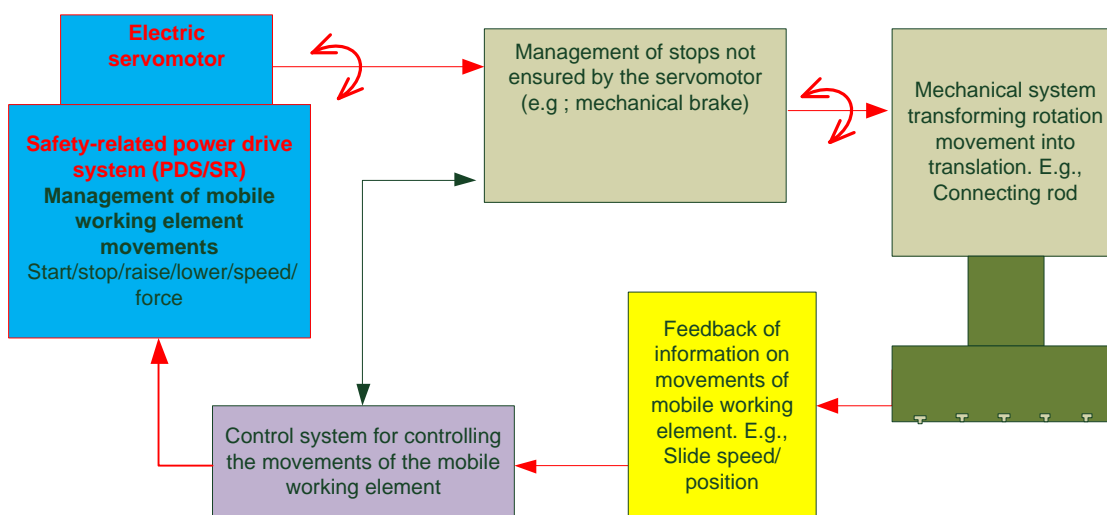 Electric
servomotor
Safety-related power drive
system (PDS/SR)
Management of mobile
working element
movements
Start/stop/raise/lower/speed/
force
Management of stops not
ensured by the servomotor
(e.g ; mechanical brake)
Mechanical system
transforming rotation
movement into
translation. E.g.,
Connecting rod
Feedback of
information on
movements of
mobile working
element. E.g.,
Slide speed/
position
Control system for controlling
the movements of the mobile
working element